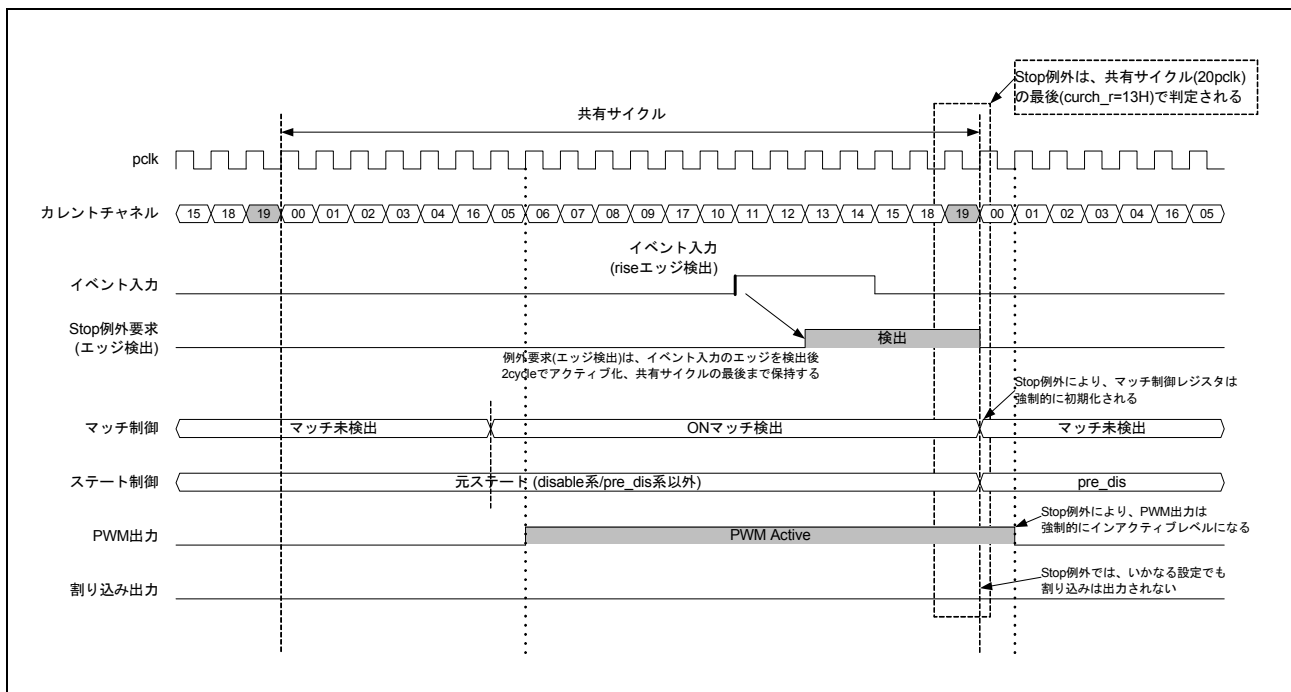 Stop例外は、共有サイクル(20pclk)
の最後(curch_r=13H)で判定される
共有サイクル
pclk
カレントチャネル 15 18 19 00 01 02 03 04 16 05 06 07 08 09 17 10 11 12 13 14 15 18 19 00 01 02 03 04 16 05
イベント入力
(riseエッジ検出)
イベント入力
Stop例外要求
(エッジ検出)
検出
例外要求(エッジ検出)は、イベント入力のエッジを検出後
2cycleでアクティブ化、共有サイクルの最後まで保持する
Stop例外により、マッチ制御レジスタは
強制的に初期化される
マッチ制御 マッチ未検出 ONマッチ検出 マッチ未検出
ステート制御 元ステート (disable系/pre_dis系以外) pre_dis
Stop例外により、PWM出力は
強制的にインアクティブレベルになる
PWM出力 PWM Active
Stop例外では、いかなる設定でも
割り込みは出力されない
割り込み出力